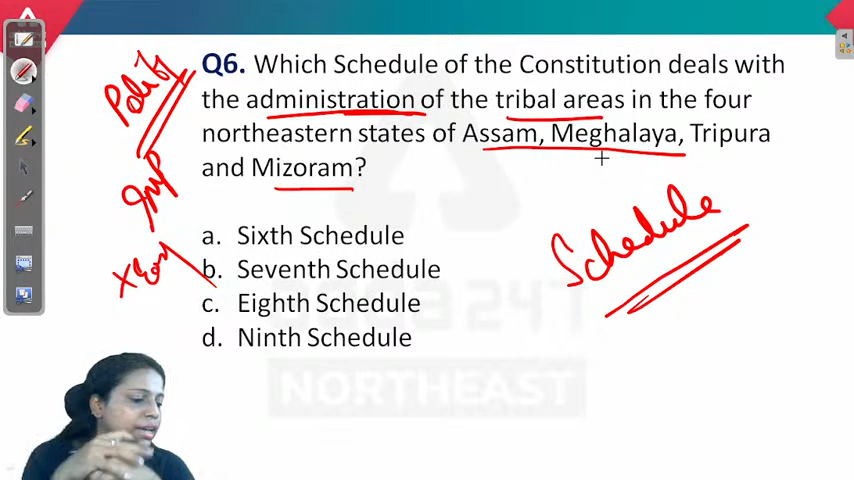 Q6. Which Schedule of the Constitution deals with
the administration of the tribal areas in the four
northeastern states of Assam, Meghalaya, Tripura
and Mizoram?
a. Sixth Schedule
b. Seventh Schedule
c. Eighth Schedule
d. Ninth Schedule
Polity
Imp
Schedule
247
NORTHEAST